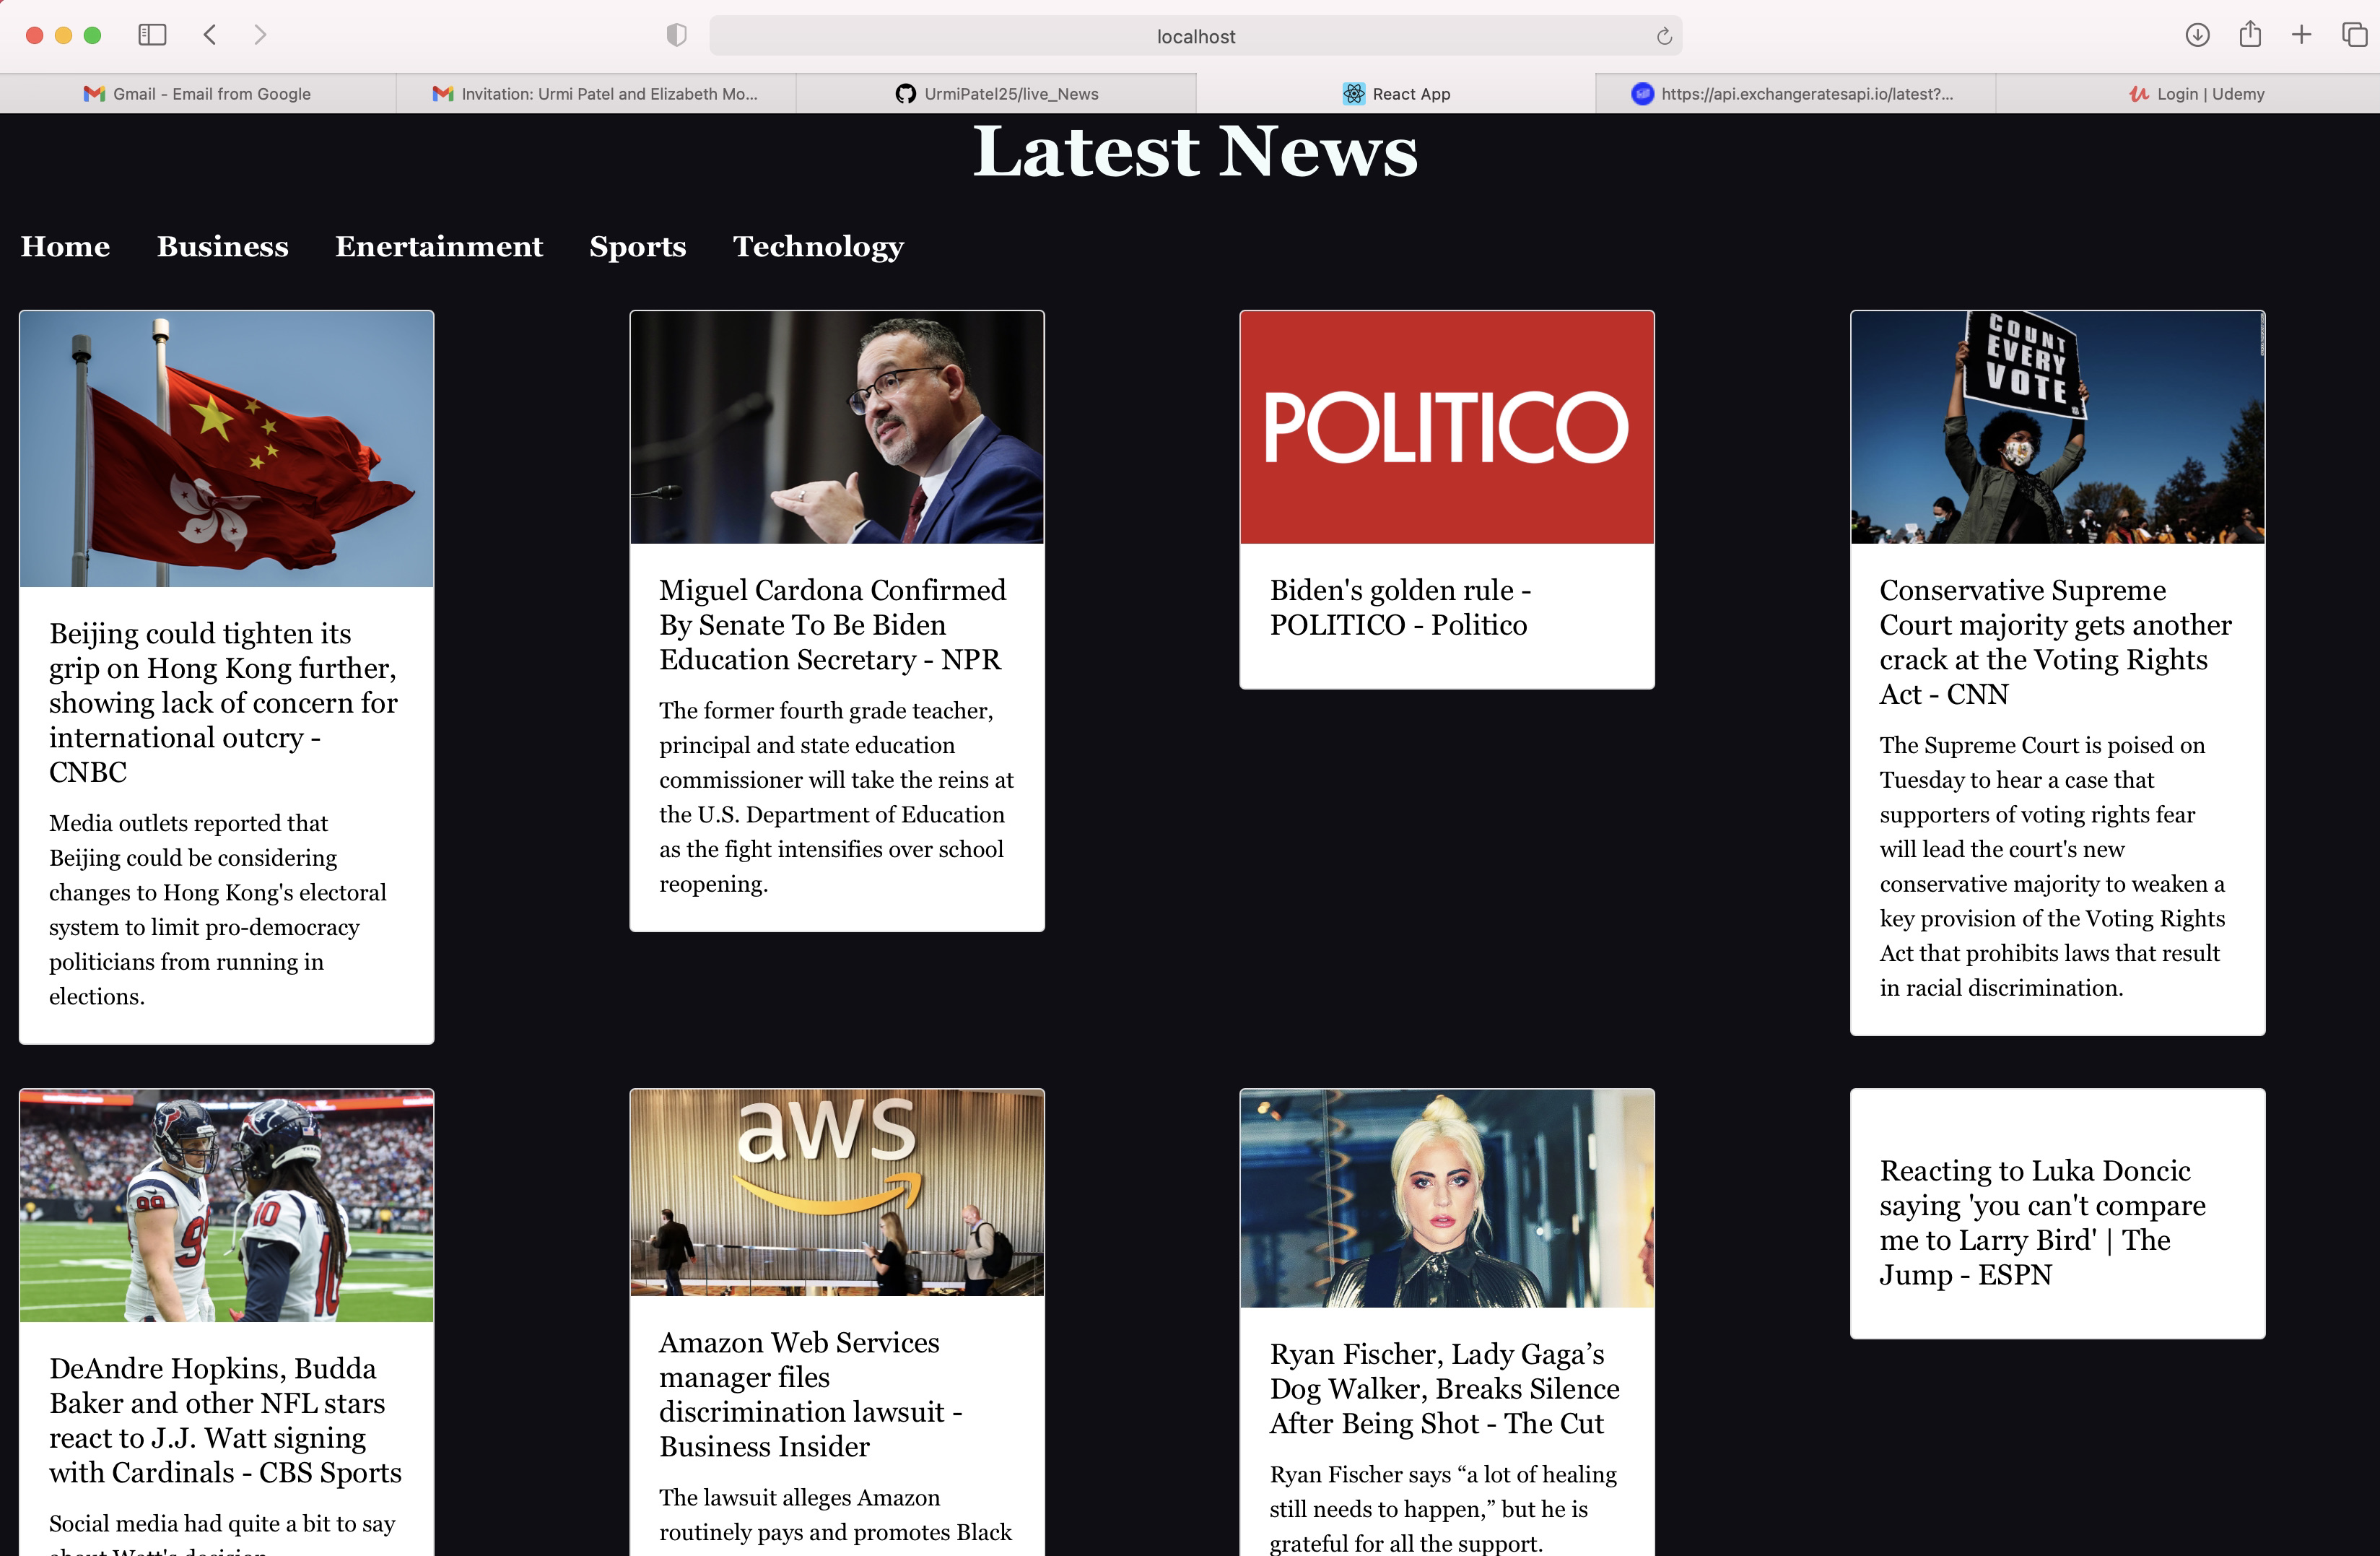 localhost
Gmail - Email from Google
Invitation: Urmi Patel and Elizabeth Mo...
UrmiPatel25/live_News
React App
https://api.exchangeratesapi.io/latest?...
Login | Udemy
Latest News
Home
Business
Enertainment
Sports
Technology
Beijing could tighten its
grip on Hong Kong further,
showing lack of concern for
international outcry -
CNBC
Media outlets reported that
Beijing could be considering
changes to Hong Kong's electoral
system to limit pro-democracy
politicians from running in
elections.
Miguel Cardona Confirmed
By Senate To Be Biden
Education Secretary - NPR
The former fourth grade teacher,
principal and state education
commissioner will take the reins at
the U.S. Department of Education
as the fight intensifies over school
reopening.
POLITICO
Biden's golden rule -
POLITICO - Politico
COUNT
EVERY
VOTE
Conservative Supreme
Court majority gets another
crack at the Voting Rights
Act - CNN
The Supreme Court is poised on
Tuesday to hear a case that
supporters of voting rights fear
will lead the court's new
conservative majority to weaken a
key provision of the Voting Rights
Act that prohibits laws that result
in racial discrimination.
99
10
10
DeAndre Hopkins, Budda
Baker and other NFL stars
react to J.J. Watt signing
with Cardinals - CBS Sports
Social media had quite a bit to say
about Watt's decision
aws
Amazon Web Services
manager files
discrimination lawsuit -
Business Insider
The lawsuit alleges Amazon
routinely pays and promotes Black
Ryan Fischer, Lady Gaga’s
Dog Walker, Breaks Silence
After Being Shot - The Cut
Ryan Fischer says “a lot of healing
still needs to happen,” but he is
grateful for all the support.
Reacting to Luka Doncic
saying 'you can't compare
me to Larry Bird' | The
Jump - ESPN